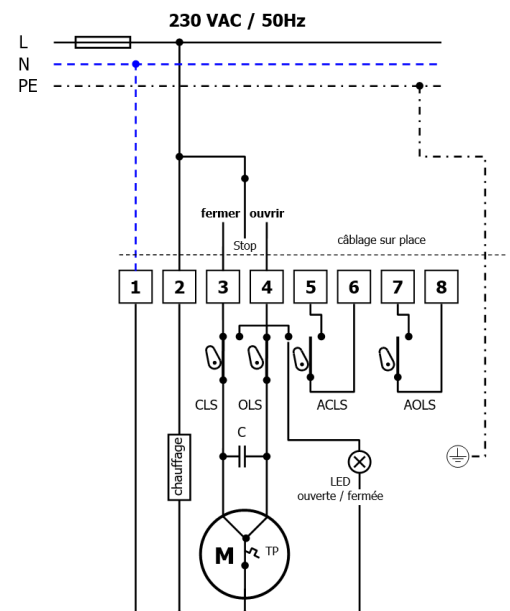 230 VAC / 50Hz
L
N
PE
fermer ouvrir
Stop
câblage sur place
1 2 3 4 5 6 7 8
CLS OLS ACLS AOLS
C
chauffage
LED
ouverte / fermée
M TP